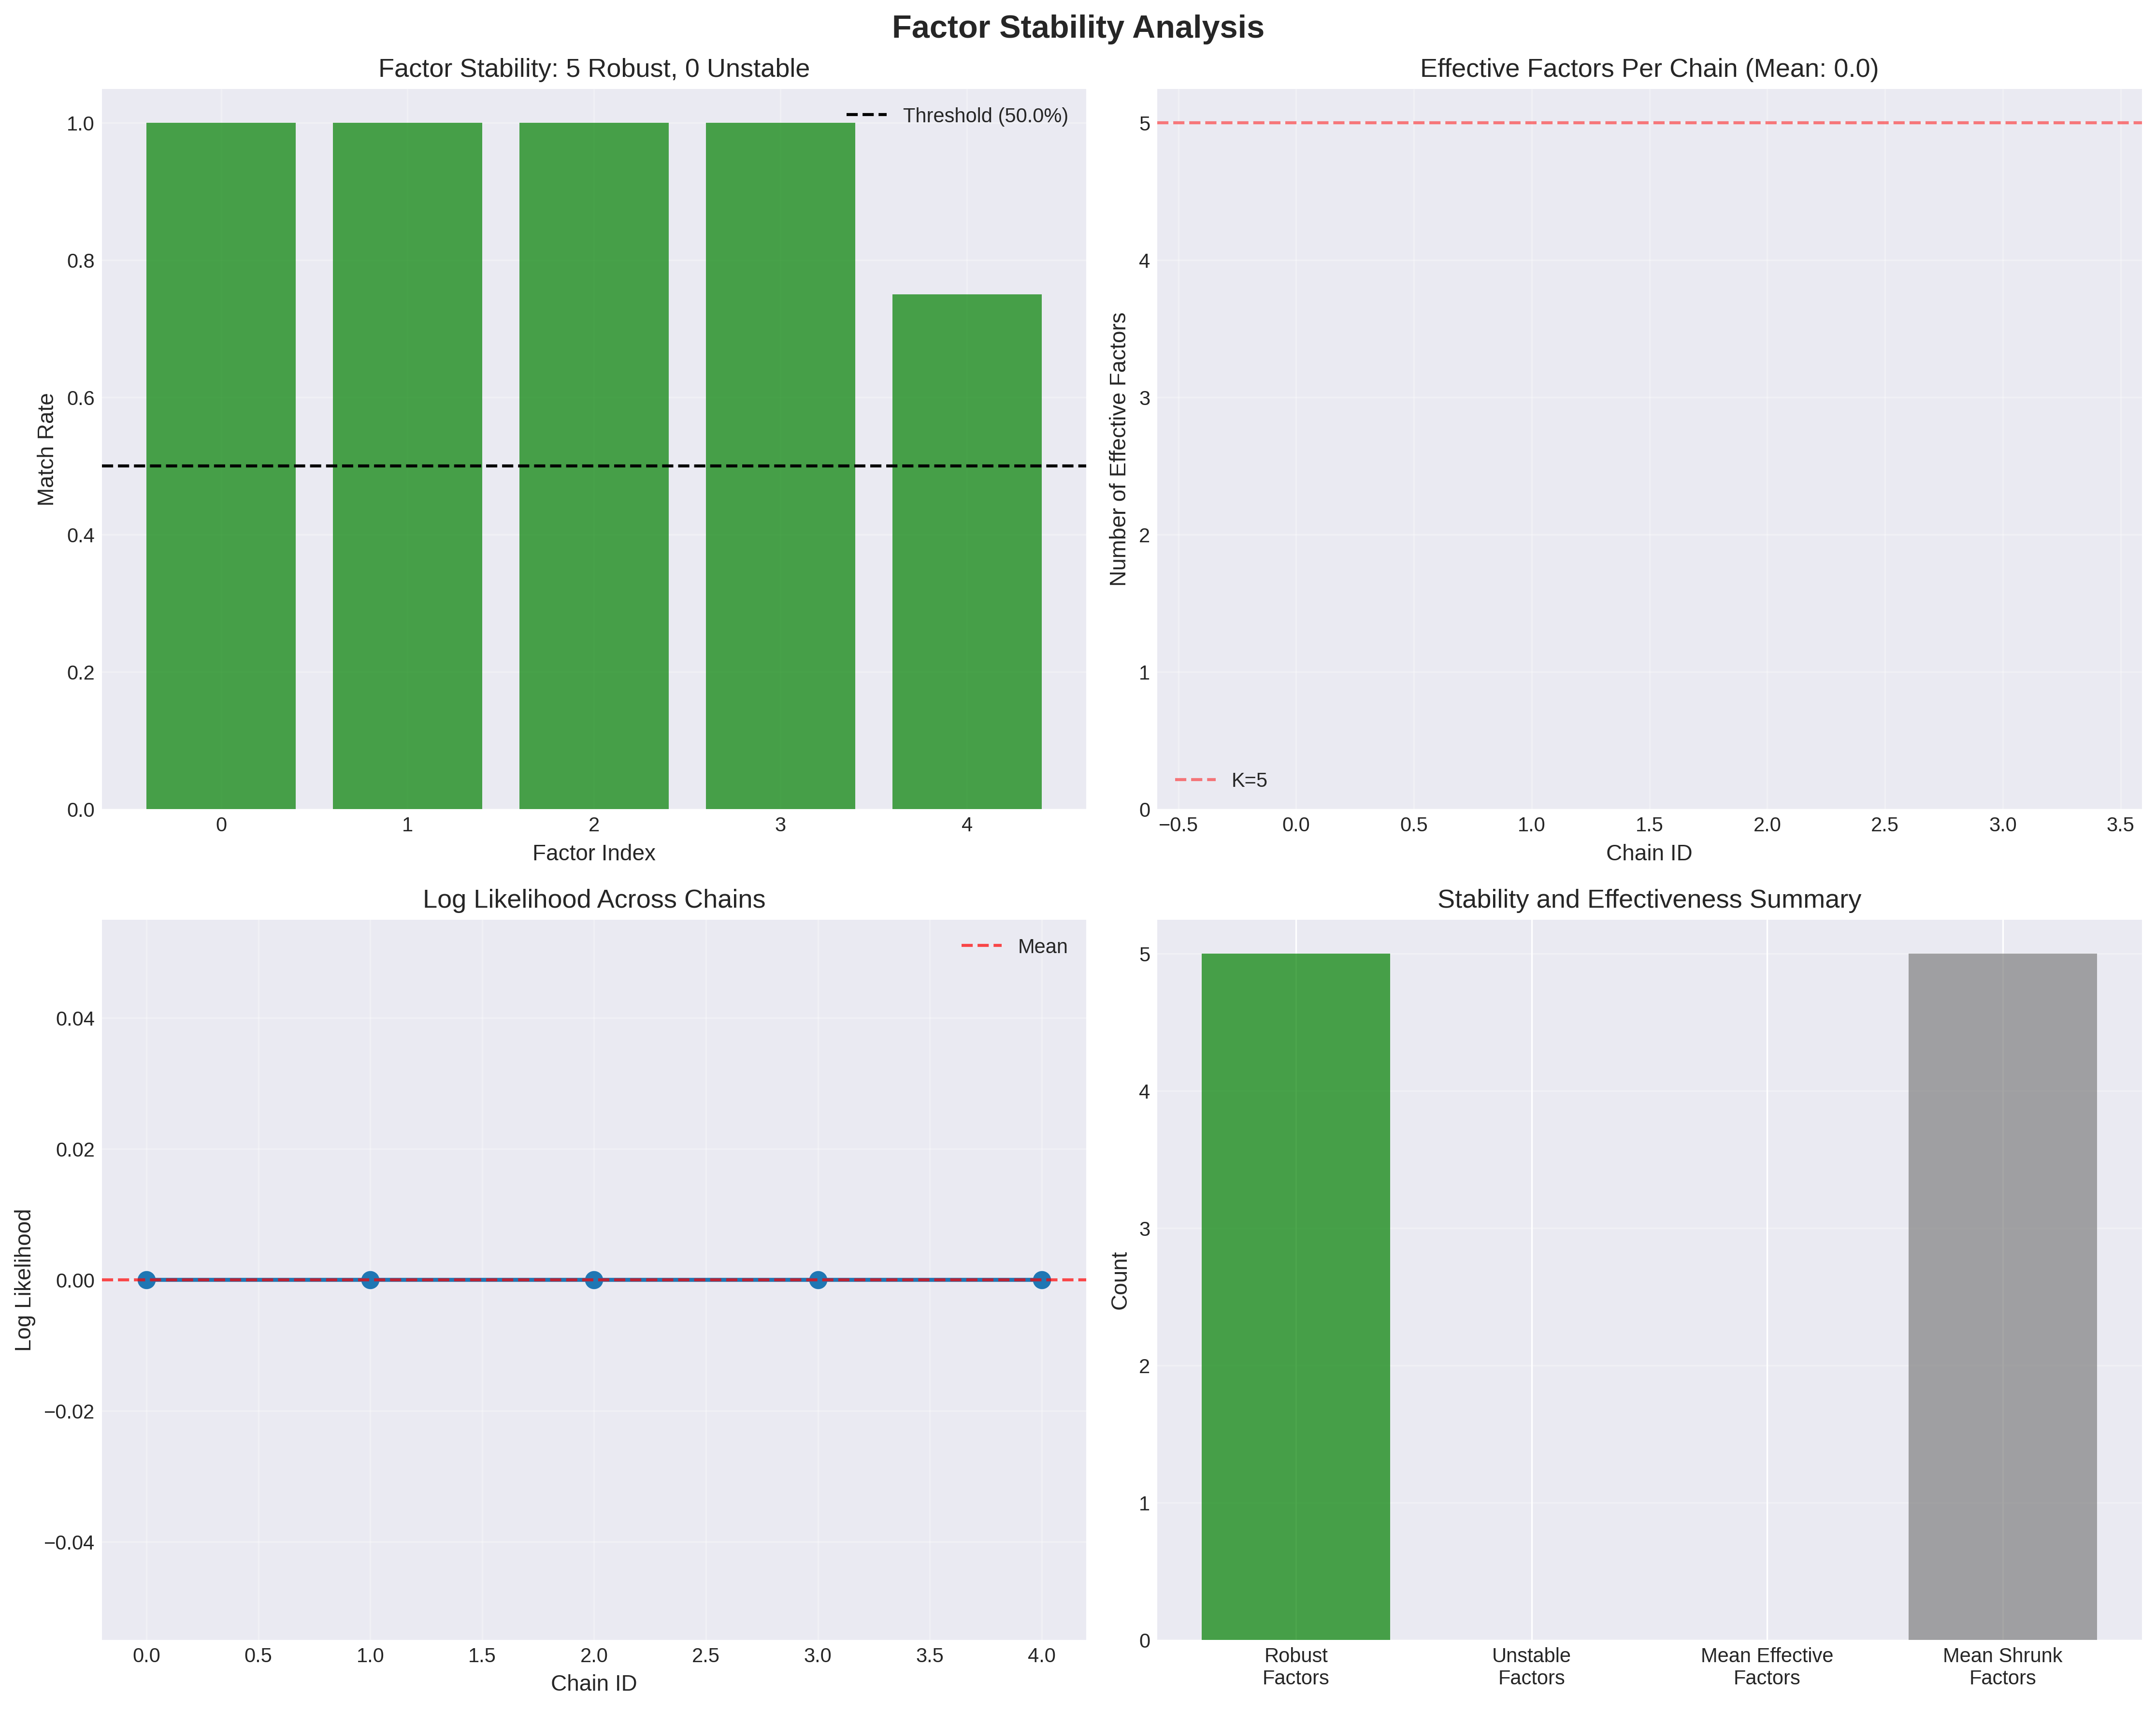 Factor Stability Analysis
Factor Stability: 5 Robust, 0 Unstable
Threshold (50.0%)
1.0
0.8
0.6
0.4
0.2
0.0
Match Rate
0 1 2 3 4
Factor Index
Effective Factors Per Chain (Mean: 0.0)
5
4
3
2
1
0
Number of Effective Factors
K=5
−0.5 0.0 0.5 1.0 1.5 2.0 2.5 3.0 3.5
Chain ID
Log Likelihood Across Chains
Mean
0.04
0.02
0.00
−0.02
−0.04
Log Likelihood
0.0 0.5 1.0 1.5 2.0 2.5 3.0 3.5 4.0
Chain ID
Stability and Effectiveness Summary
5
4
3
2
1
0
Count
Robust
Factors
Unstable
Factors
Mean Effective
Factors
Mean Shrunk
Factors